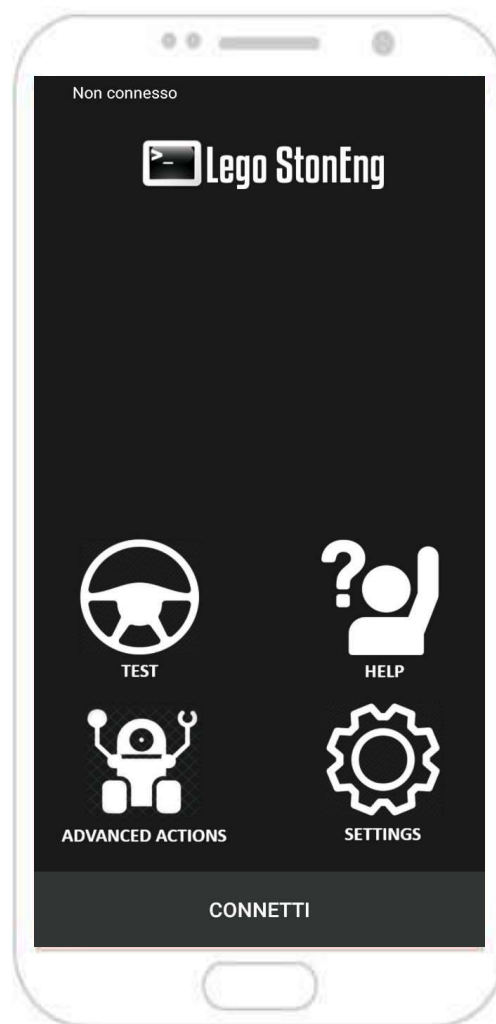 Non connesso
>_ Lego StonEng
?
TEST
HELP
ADVANCED ACTIONS
SETTINGS
CONNETTI